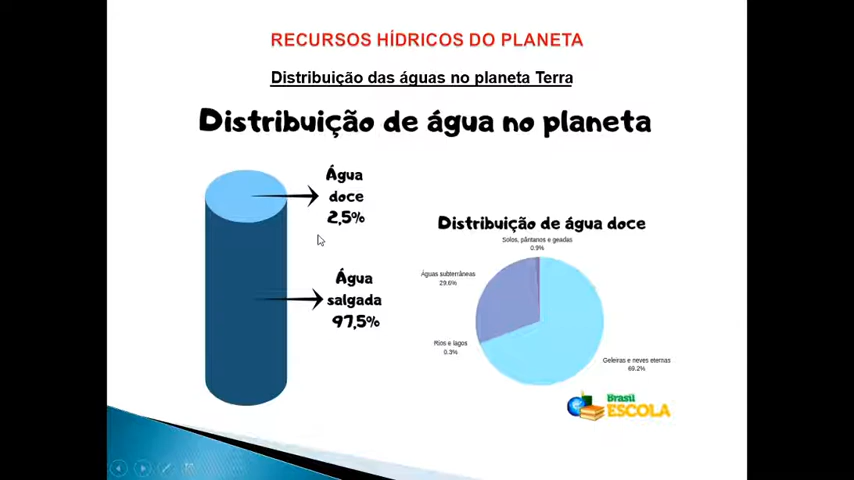 RECURSOS HÍDRICOS DO PLANETA
Distribuição das águas no planeta Terra
Distribuição de água no planeta
Água
doce
2,5%
Água
salgada
97,5%
Distribuição de água doce
Solos, pântanos e geadas
0.9%
Águas subterrâneas
29.6%
Rios e lagos
0.3%
Geleiras e neves eternas
69.2%
Brasil
ESCOLA